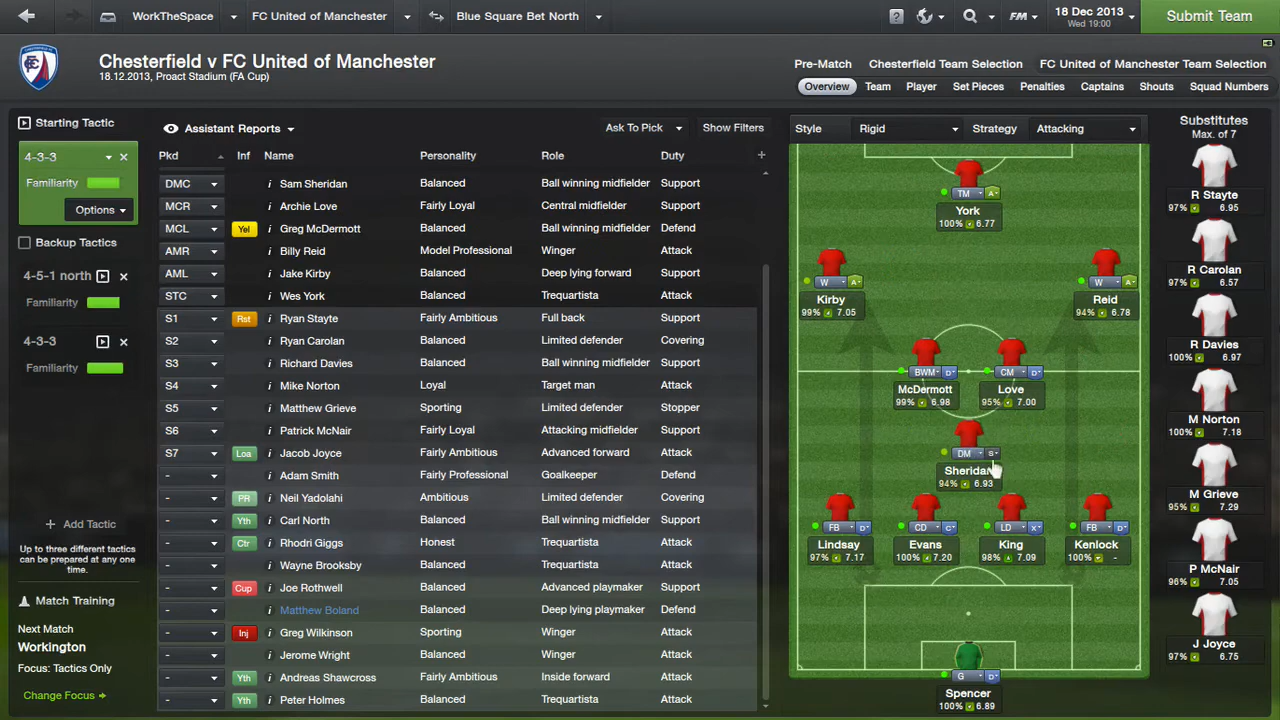 WorkTheSpace FC United of Manchester Blue Square Bet North ? FM 18 Dec 2013 Wed 19:00 Submit Team
Chesterfield v FC United of Manchester
18.12.2013, Proact Stadium (FA Cup)
Pre-Match Chesterfield Team Selection FC United of Manchester Team Selection
Overview Team Player Set Pieces Penalties Captains Shouts Squad Numbers
Starting Tactic
4-3-3
Familiarity
Options
Backup Tactics
4-5-1 north
Familiarity
4-3-3
Familiarity
Add Tactic
Up to three different tactics
can be prepared at any one
time.
Match Training
Next Match
Workington
Focus: Tactics Only
Change Focus
Assistant Reports Ask To Pick Show Filters
Pkd Inf Name Personality Role Duty
DMC i Sam Sheridan Balanced Ball winning midfielder Support
MCR i Archie Love Fairly Loyal Central midfielder Support
MCL Yel i Greg McDermott Balanced Ball winning midfielder Defend
AMR i Billy Reid Model Professional Winger Attack
AML i Jake Kirby Balanced Deep lying forward Support
STC i Wes York Balanced Trequartista Attack
S1 Rst i Ryan Stayte Fairly Ambitious Full back Support
S2 i Ryan Carolan Balanced Limited defender Covering
S3 i Richard Davies Balanced Ball winning midfielder Support
S4 i Mike Norton Loyal Target man Attack
S5 i Matthew Grieve Sporting Limited defender Stopper
S6 i Patrick McNair Fairly Loyal Attacking midfielder Support
S7 Loa i Jacob Joyce Fairly Ambitious Advanced forward Attack
- i Adam Smith Fairly Professional Goalkeeper Defend
- PR i Neil Yadolahi Ambitious Limited defender Covering
- Yth i Carl North Balanced Ball winning midfielder Support
- Ctr i Rhodri Giggs Honest Trequartista Attack
- i Wayne Brooksby Balanced Trequartista Attack
- Cup i Joe Rothwell Balanced Advanced playmaker Support
- i Matthew Boland Balanced Deep lying playmaker Defend
- Inj i Greg Wilkinson Sporting Winger Attack
- i Jerome Wright Balanced Winger Attack
- Yth i Andreas Shawcross Fairly Ambitious Inside forward Attack
- Yth i Peter Holmes Balanced Trequartista Attack
Style Rigid Strategy Attacking
TM A
York
100% 6.77
W A W A
Kirby Reid
99% 7.05 94% 6.78
BWM D CM D
McDermott Love
99% 6.98 95% 7.00
DM S
Sheridan
94% 6.93
FB D CD C LD X FB D
Lindsay Evans King Kenlock
97% 7.17 100% 7.20 98% 7.09 100% -
G D
Spencer
100% 6.89
Substitutes
Max. of 7
R Stayte
97% 6.95
R Carolan
97% 6.57
R Davies
100% 6.97
M Norton
100% 7.18
M Grieve
95% 7.29
P McNair
96% 7.05
J Joyce
97% 6.75